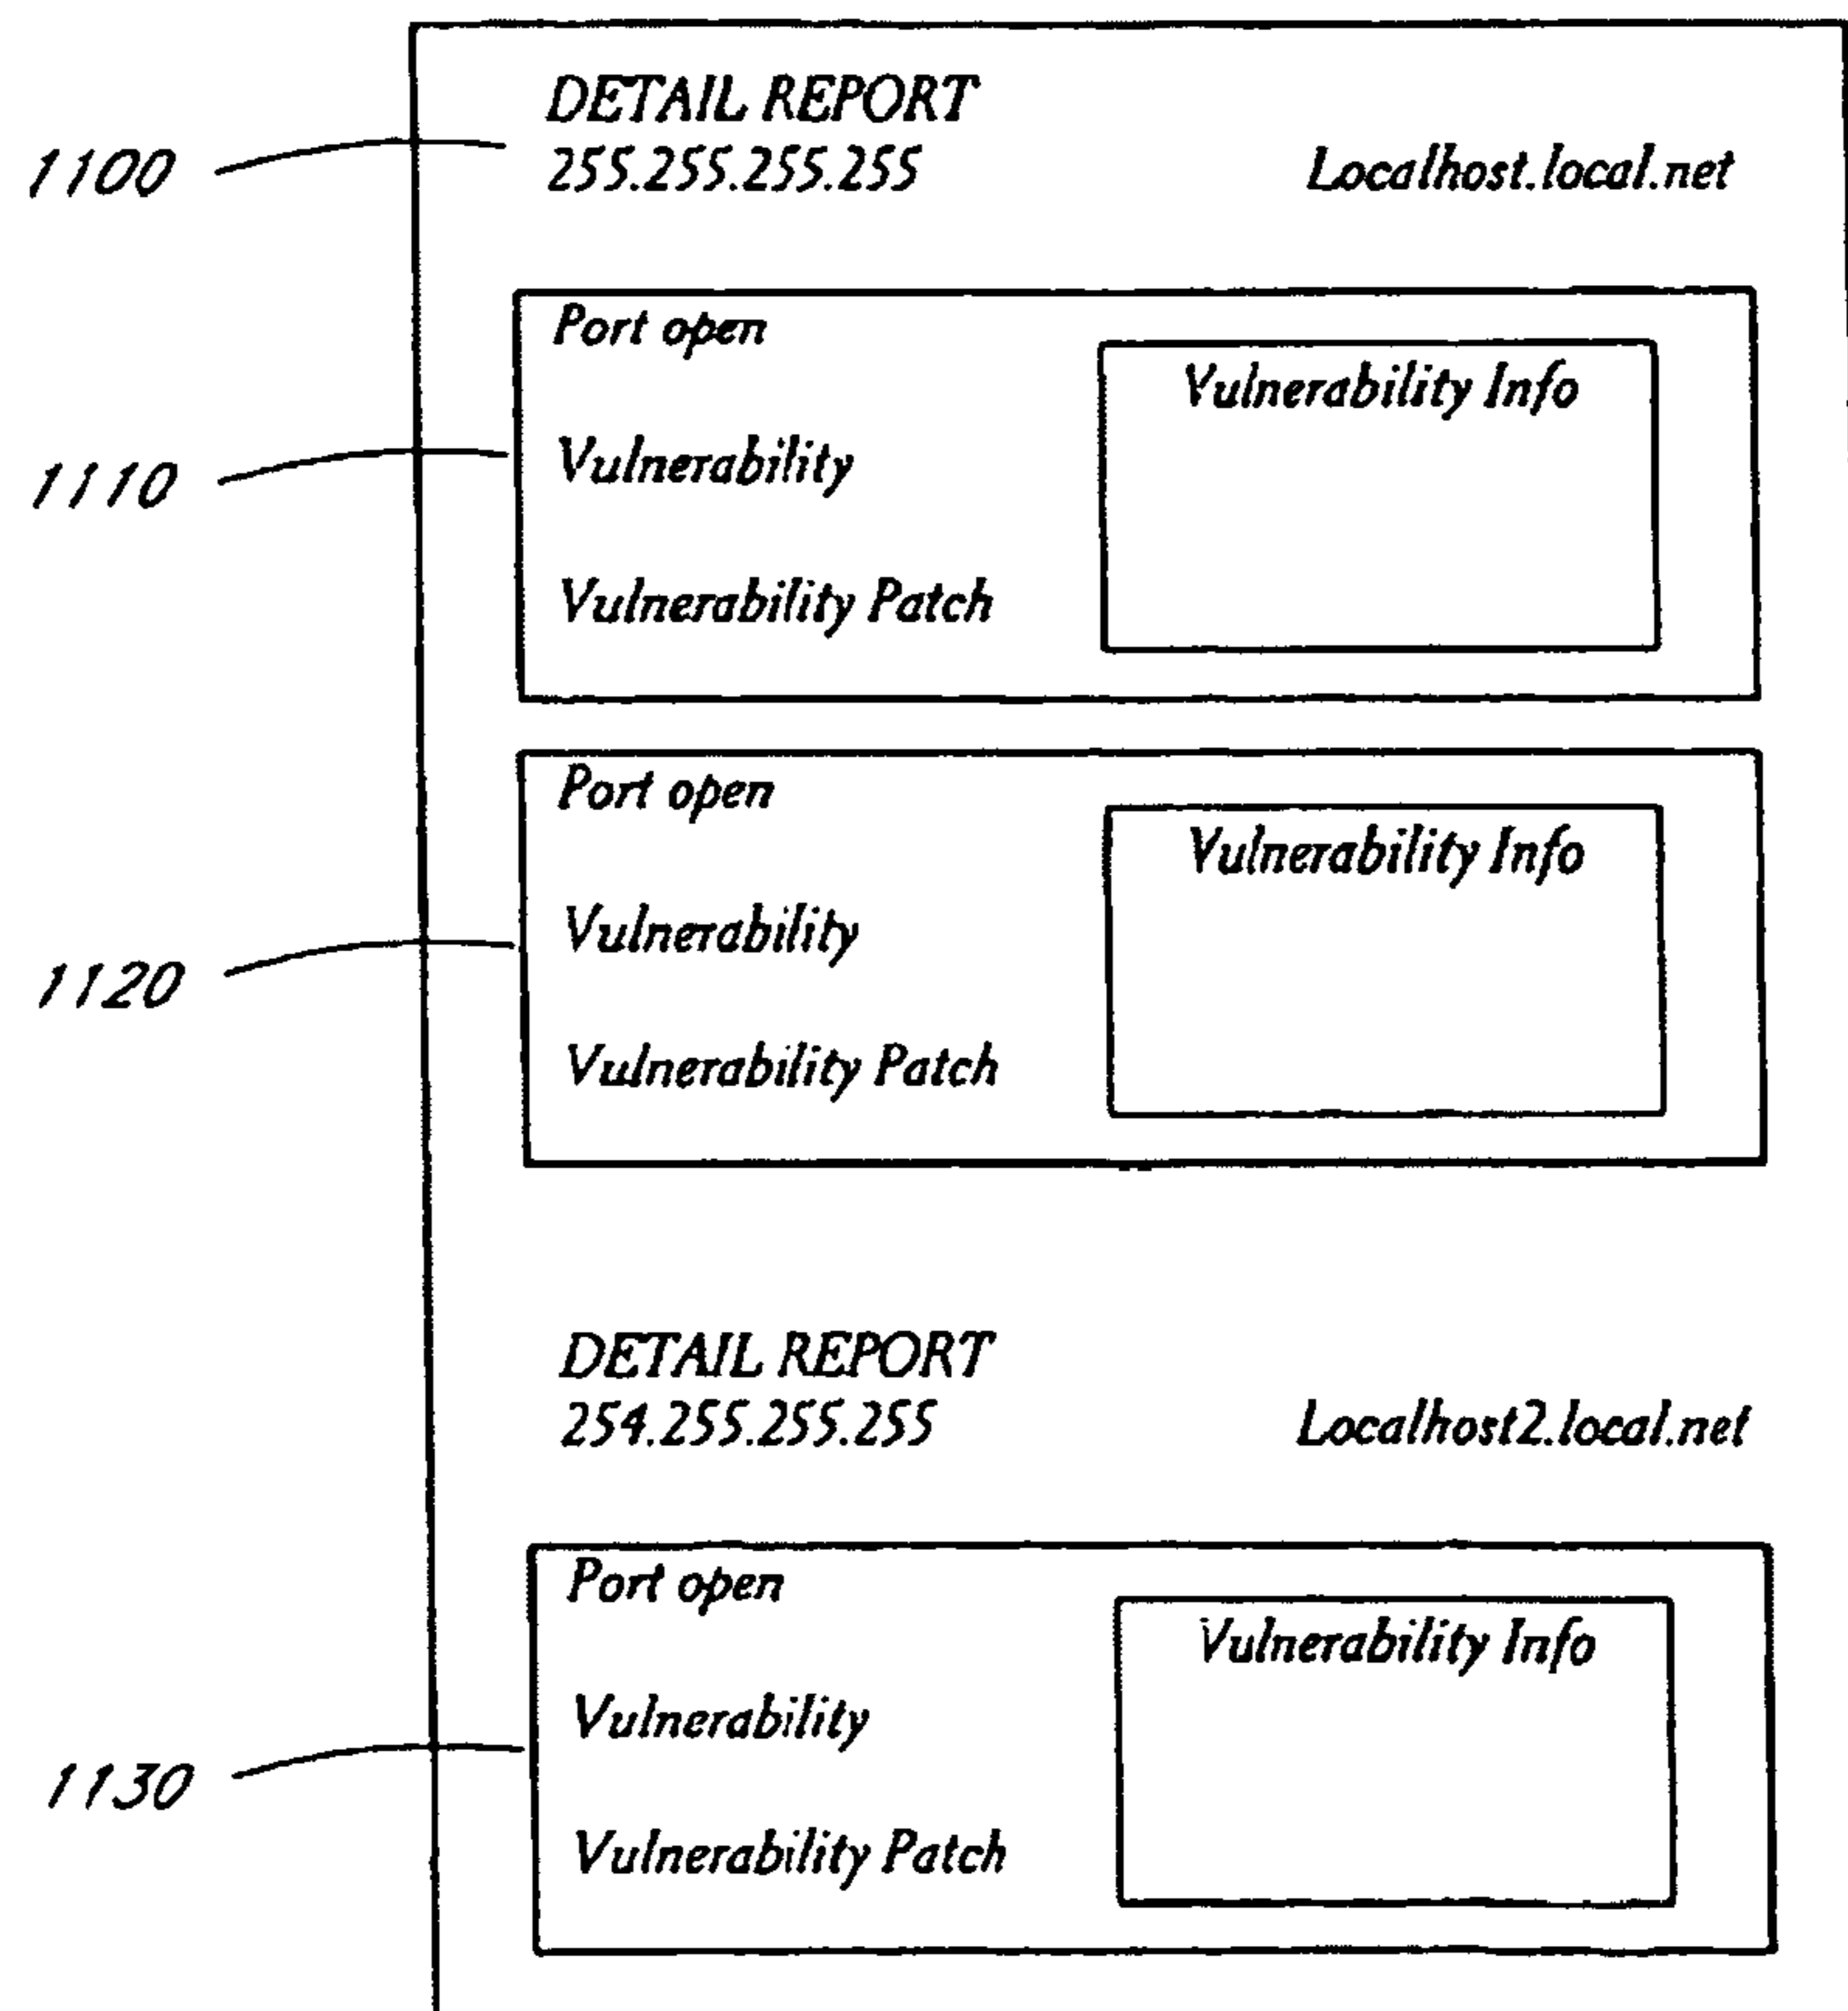 DETAIL REPORT
1100
255.255.255.255 Localhost.local.net
Port open
Vulnerability Info
1110
Vulnerability
Vulnerability Patch
Port open
Vulnerability Info
Vulnerability
1120
Vulnerability Patch
DETAIL REPORT
254.255.255.255 Localhost2.local.net
Port open
Vulnerability Info
Vulnerability
1130
Vulnerability Patch